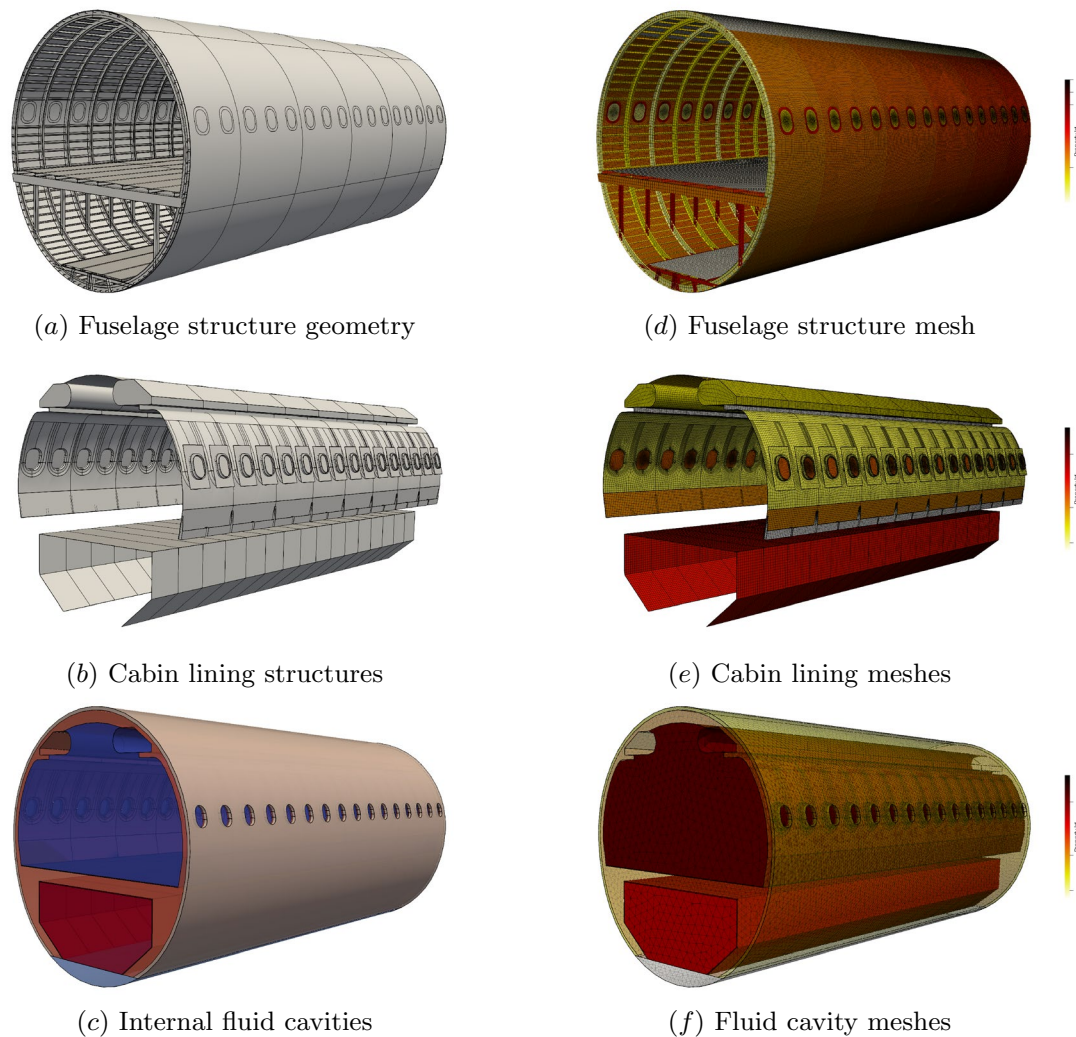 (a) Fuselage structure geometry
(d) Fuselage structure mesh
(b) Cabin lining structures
(e) Cabin lining meshes
(c) Internal fluid cavities
(f) Fluid cavity meshes